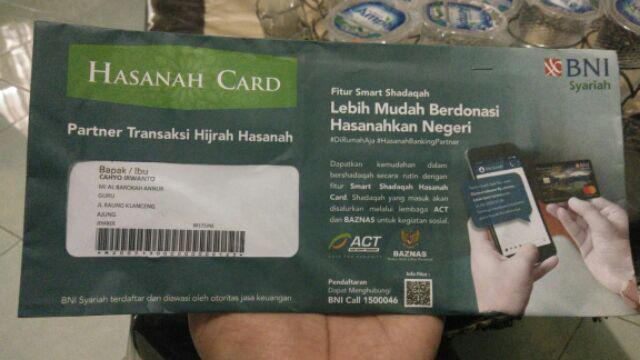 HASANAH CARD
Partner Transaksi Hijrah Hasanah
Bapak / Ibu
CAHYO IRWANTO
MI AL BAROKAH AN-NUR
GURU
JL RAUNG KLANCENG
AJUNG
JEMBER
BNI Syariah terdaftar dan diawasi oleh otoritas jasa keuangan
BNI
Syariah
Fitur Smart Shadaqah
Lebih Mudah Berdonasi
Hasanahkan Negeri
#DiRumahAja #HasanahBankingPartner
Dapatkan kemudahan dalam
bershadaqah secara rutin dengan
fitur Smart Shadaqah Hasanah
Card. Shadaqah yang masuk akan
disalurkan melalui lembaga ACT
dan BAZNAS untuk kegiatan sosial.
ACT
BAZNAS
Pendaftaran
Dapat Menghubungi
BNI Call 1500046
Info Fitur :